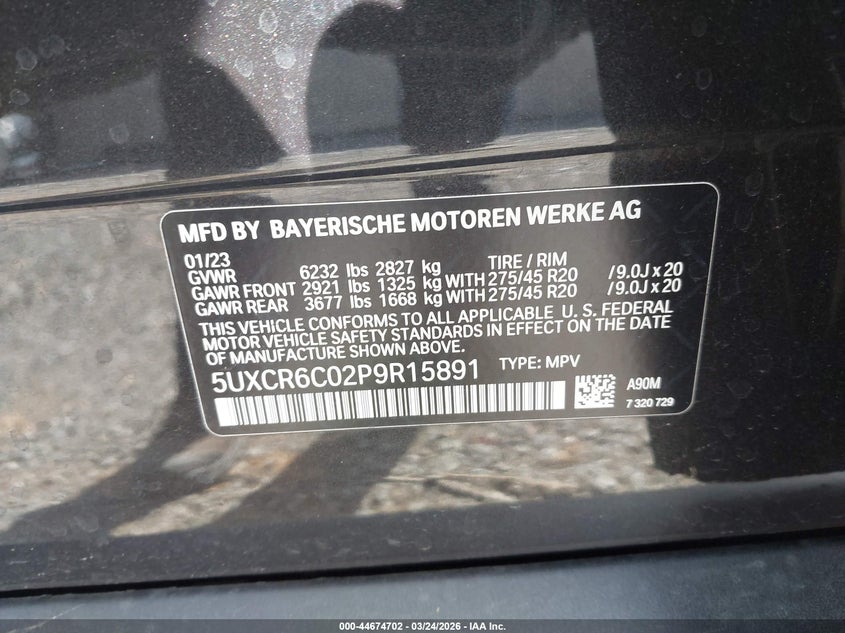 MFD BY BAYERISCHE MOTOREN WERKE AG
01/23 TIRE / RIM
GVWR 6232 lbs 2827 kg
GAWR FRONT 2921 lbs 1325 kg WITH 275/45 R20 / 9.0J x 20
GAWR REAR 3677 lbs 1668 kg WITH 275/45 R20 / 9.0J x 20
THIS VEHICLE CONFORMS TO ALL APPLICABLE U. S. FEDERAL
MOTOR VEHICLE SAFETY STANDARDS IN EFFECT ON THE DATE
OF MANUFACTURE SHOWN ABOVE.
5UXCR6C02P9R15891 TYPE: MPV
A90M
7 320 729
000-44674702 - 03/24/2026 - IAA Inc.